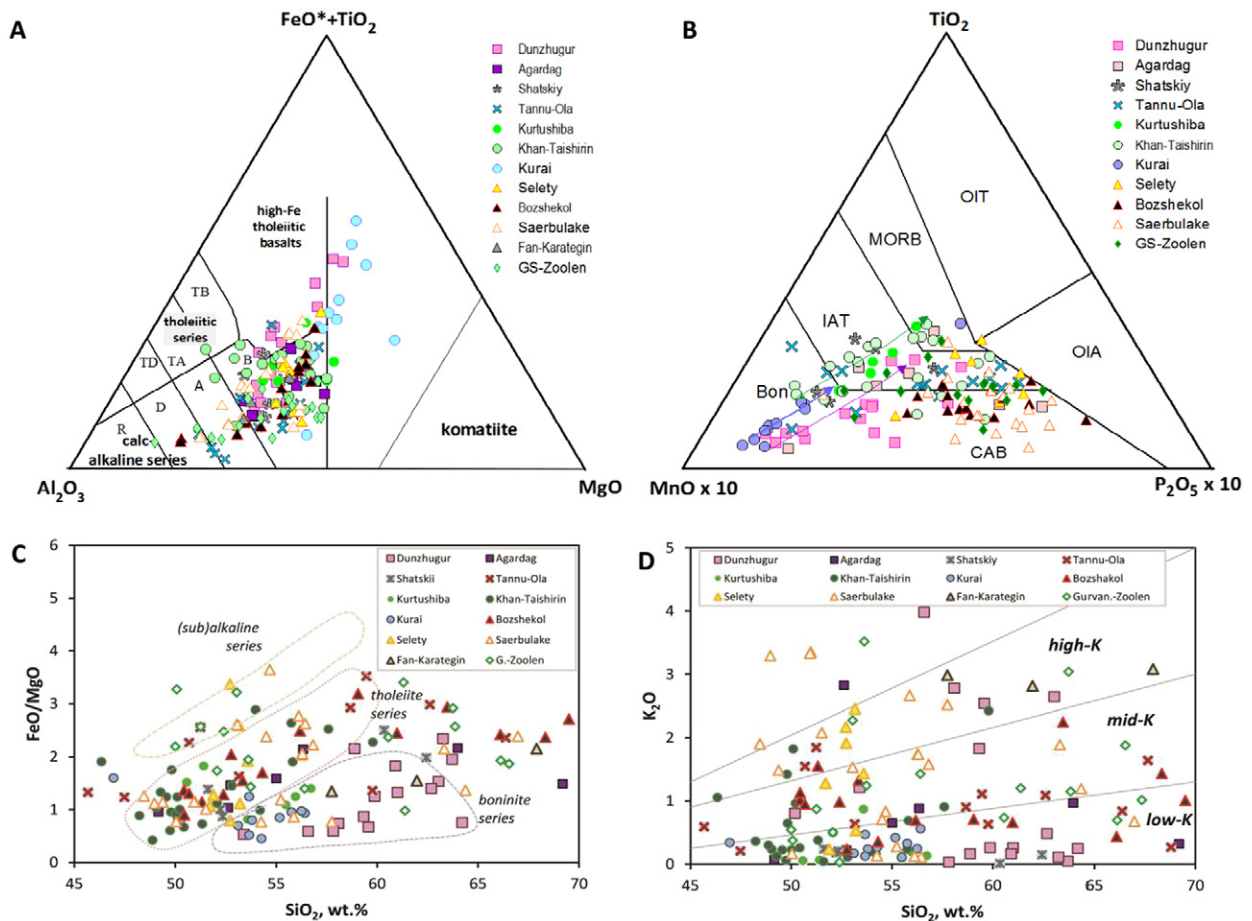 A
FeO*+TiO2
Dunzhugur
Agardag
Shatskiy
Tannu-Ola
Kurtushiba
Khan-Taishirin
Kurai
Selety
Bozshekol
Saerbulake
Fan-Karategin
GS-Zoolen
high-Fe
tholeiitic
basalts
TB
tholeiitic
series
TD
TA
B
A
D
R
calc-
alkaline series
komatiite
Al2O3
MgO
B
TiO2
Dunzhugur
Agardag
Shatskiy
Tannu-Ola
Kurtushiba
Khan-Taishirin
Kurai
Selety
Bozshekol
Saerbulake
GS-Zoolen
OIT
MORB
IAT
OIA
Bon
CAB
MnO x 10
P2O5 x 10
C
6
5
4
3
2
1
0
FeO/MgO
Dunzhugur Agardag
Shatskii Tannu-Ola
Kurtushiba Khan-Taishirin
Kurai Bozshekol
Selety Saerbulake
Fan-Karategin G.-Zoolen
(sub)alkaline
series
tholeiite
series
boninite
series
45 50 55 60 65 70
SiO2, wt.%
D
5
4
3
2
1
0
K2O
Dunzhugur Agardag Shatskiy Tannu-Ola
Kurtushiba Khan-Taishirin Kurai Bozshakol
Selety Saerbulake Fan-Karategin Gurvan.-Zoolen
high-K
mid-K
low-K
45 50 55 60 65 70
SiO2, wt.%